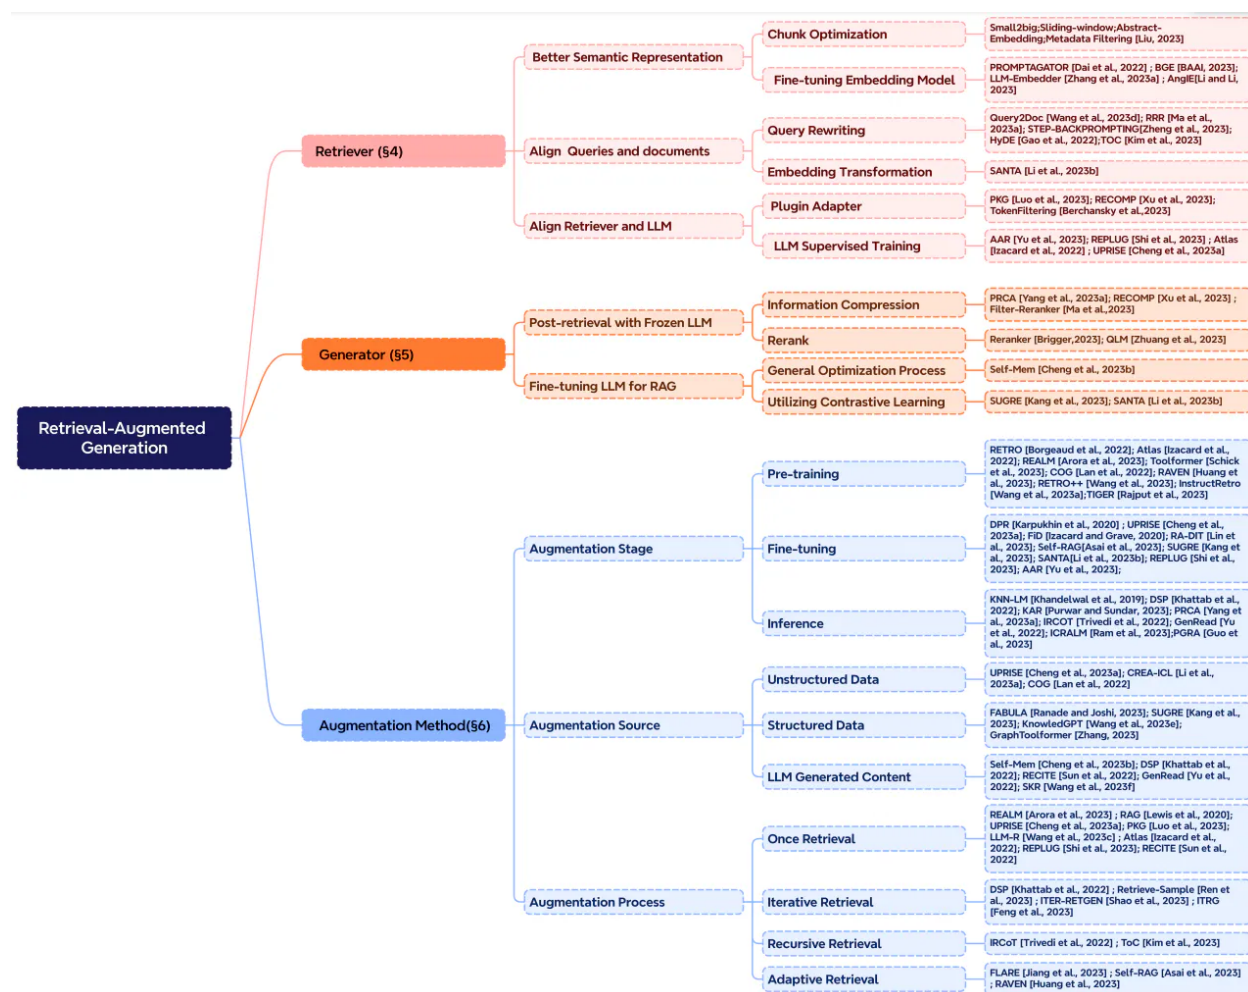 Retrieval-Augmented
Generation
Retriever (§4)
Better Semantic Representation
Chunk Optimization
Small2big;Sliding-window;Abstract-
Embedding;Metadata Filtering [Liu, 2023]
Fine-tuning Embedding Model
PROMPTAGATOR [Dai et al., 2022] ; BGE [BAAI, 2023];
LLM-Embedder [Zhang et al., 2023a] ; AnglE[Li and Li,
2023]
Align Queries and documents
Query Rewriting
Query2Doc [Wang et al., 2023d]; RRR [Ma et al.,
2023a]; STEP-BACKPROMPTING[Zheng et al., 2023];
HyDE [Gao et al., 2022];TOC [Kim et al., 2023]
Embedding Transformation
SANTA [Li et al., 2023b]
Align Retriever and LLM
Plugin Adapter
PKG [Luo et al., 2023]; RECOMP [Xu et al., 2023];
TokenFiltering [Berchansky et al.,2023]
LLM Supervised Training
AAR [Yu et al., 2023]; REPLUG [Shi et al., 2023] ; Atlas
[Izacard et al., 2022] ; UPRISE [Cheng et al., 2023a]
Generator (§5)
Post-retrieval with Frozen LLM
Information Compression
PRCA [Yang et al., 2023a]; RECOMP [Xu et al., 2023] ;
Filter-Reranker [Ma et al.,2023]
Rerank
Reranker [Brigger,2023]; QLM [Zhuang et al., 2023]
Fine-tuning LLM for RAG
General Optimization Process
Self-Mem [Cheng et al., 2023b]
Utilizing Contrastive Learning
SUGRE [Kang et al., 2023]; SANTA [Li et al., 2023b]
Augmentation Method(§6)
Augmentation Stage
Pre-training
RETRO [Borgeaud et al., 2022]; Atlas [Izacard et al.,
2022]; REALM [Arora et al., 2023]; Toolformer [Schick
et al., 2023]; COG [Lan et al., 2022]; RAVEN [Huang et
al., 2023]; RETRO++ [Wang et al., 2023]; InstructRetro
[Wang et al., 2023a];TIGER [Rajput et al., 2023]
Fine-tuning
DPR [Karpukhin et al., 2020] ; UPRISE [Cheng et al.,
2023a]; FiD [Izacard and Grave, 2020]; RA-DIT [Lin et
al., 2023]; Self-RAG[Asai et al., 2023]; SUGRE [Kang et
al., 2023]; SANTA[Li et al., 2023b]; REPLUG [Shi et al.,
2023]; AAR [Yu et al., 2023];
Inference
KNN-LM [Khandelwal et al., 2019]; DSP [Khattab et al.,
2022]; KAR [Purwar and Sundar, 2023]; PRCA [Yang et
al., 2023a]; IRCOT [Trivedi et al., 2022]; GenRead [Yu
et al., 2022]; ICRALM [Ram et al., 2023];PGRA [Guo et
al., 2023]
Augmentation Source
Unstructured Data
UPRISE [Cheng et al., 2023a]; CREA-ICL [Li et al.,
2023a]; COG [Lan et al., 2022]
Structured Data
FABULA [Ranade and Joshi, 2023]; SUGRE [Kang et al.,
2023]; KnowledGPT [Wang et al., 2023e];
GraphToolformer [Zhang, 2023]
LLM Generated Content
Self-Mem [Cheng et al., 2023b]; DSP [Khattab et al.,
2022]; RECITE [Sun et al., 2022]; GenRead [Yu et al.,
2022]; SKR [Wang et al., 2023f]
Augmentation Process
Once Retrieval
REALM [Arora et al., 2023] ; RAG [Lewis et al., 2020];
UPRISE [Cheng et al., 2023a]; PKG [Luo et al., 2023];
LLM-R [Wang et al., 2023c] ; Atlas [Izacard et al.,
2022]; REPLUG [Shi et al., 2023]; RECITE [Sun et al.,
2022]
Iterative Retrieval
DSP [Khattab et al., 2022] ; Retrieve-Sample [Ren et
al., 2023] ; ITER-RETGEN [Shao et al., 2023] ; ITRG
[Feng et al., 2023]
Recursive Retrieval
IRCoT [Trivedi et al., 2022] ; ToC [Kim et al., 2023]
Adaptive Retrieval
FLARE [Jiang et al., 2023] ; Self-RAG [Asai et al., 2023]
; RAVEN [Huang et al., 2023]